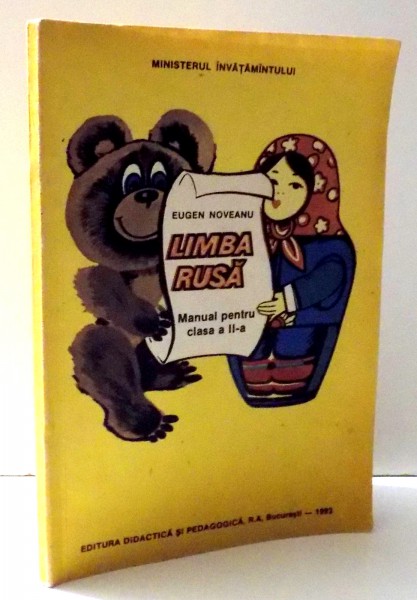 MINISTERUL ÎNVĂȚĂMÎNTULUI
EUGEN NOVEANU
LIMBA
RUSĂ
Manual pentru
clasa a II-a
EDITURA DIDACTICĂ ȘI PEDAGOGICĂ, R.A. București — 1993